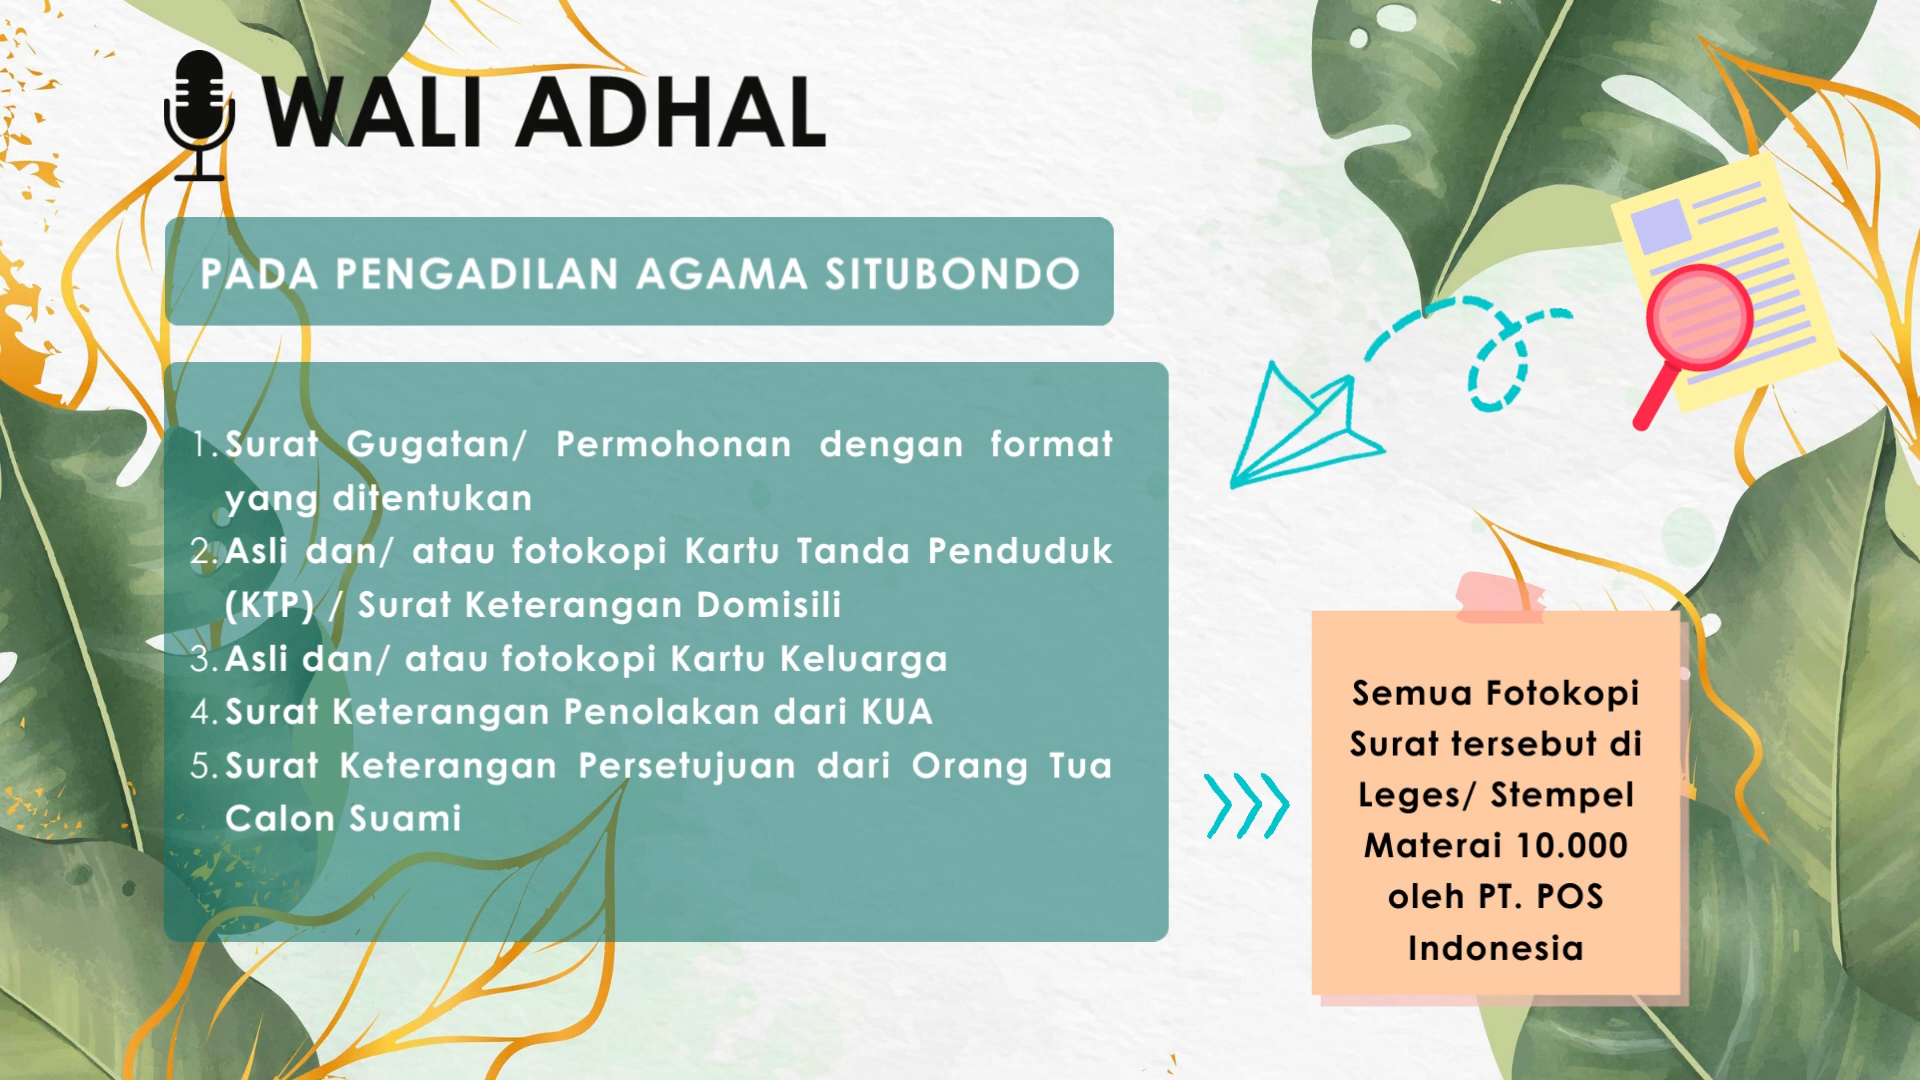 WALI ADHAL
PADA PENGADILAN AGAMA SITUBONDO
1. Surat Gugatan/ Permohonan dengan format
yang ditentukan
2. Asli dan/ atau fotokopi Kartu Tanda Penduduk
(KTP) / Surat Keterangan Domisili
3. Asli dan/ atau fotokopi Kartu Keluarga
4. Surat Keterangan Penolakan dari KUA
5. Surat Keterangan Persetujuan dari Orang Tua
Calon Suami
Semua Fotokopi
Surat tersebut di
Leges/ Stempel
Materai 10.000
oleh PT. POS
Indonesia